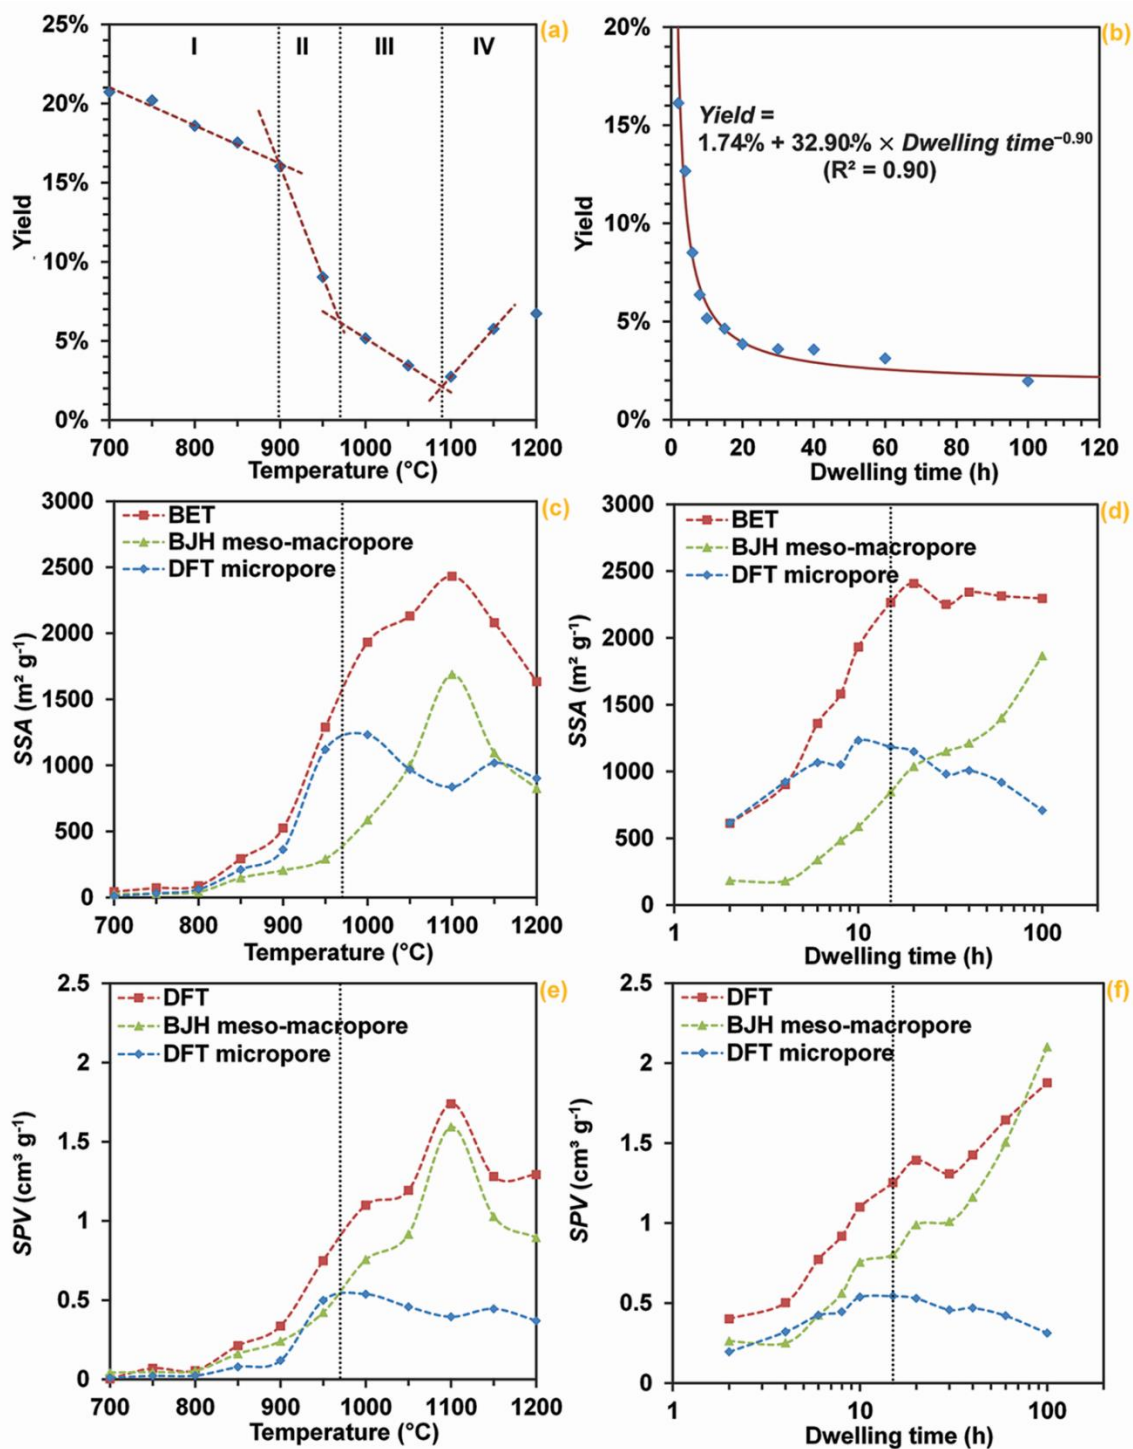 (a)
I II III IV
25%
20%
15%
10%
5%
0%
Yield
700 800 900 1000 1100 1200
Temperature (°C)
(b)
20%
15%
10%
5%
0%
Yield
Yield =
1.74% + 32.90% × Dwelling time⁻⁰·⁹⁰
(R² = 0.90)
0 20 40 60 80 100 120
Dwelling time (h)
(c)
BET
BJH meso-macropore
DFT micropore
3000
2500
2000
1500
1000
500
0
SSA (m² g⁻¹)
700 800 900 1000 1100 1200
Temperature (°C)
(d)
BET
BJH meso-macropore
DFT micropore
3000
2500
2000
1500
1000
500
0
SSA (m² g⁻¹)
1 10 100
Dwelling time (h)
(e)
DFT
BJH meso-macropore
DFT micropore
2.5
2
1.5
1
0.5
0
SPV (cm³ g⁻¹)
700 800 900 1000 1100 1200
Temperature (°C)
(f)
DFT
BJH meso-macropore
DFT micropore
2.5
2
1.5
1
0.5
0
SPV (cm³ g⁻¹)
1 10 100
Dwelling time (h)